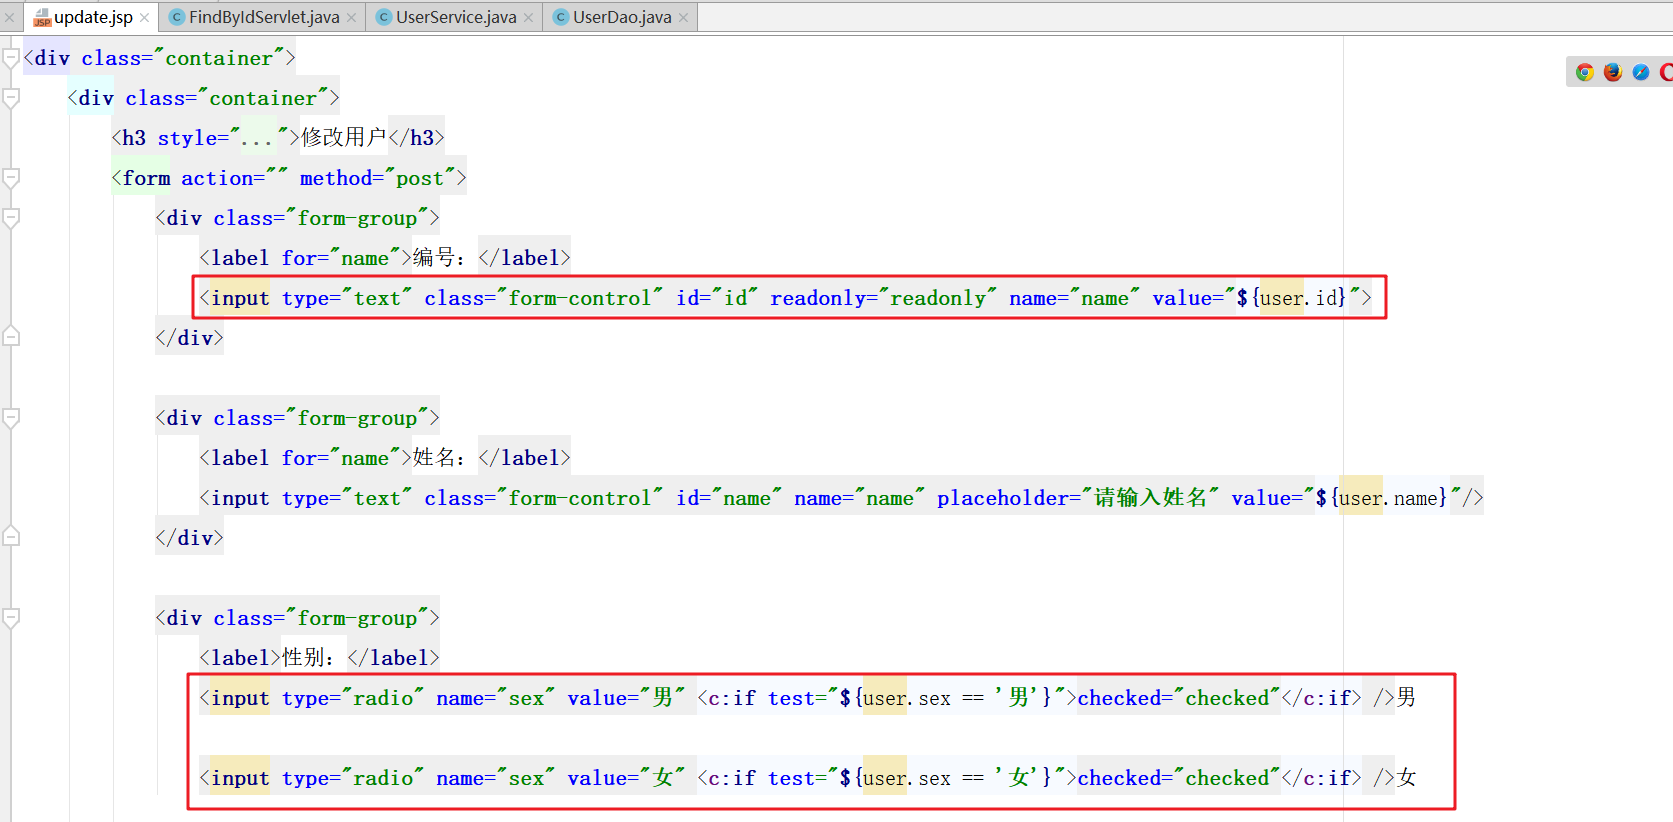 update.jsp FindByIdServlet.java UserService.java UserDao.java
<div class="container">
<div class="container">
<h3 style="...">修改用户</h3>
<form action="" method="post">
<div class="form-group">
<label for="name">编号：</label>
<input type="text" class="form-control" id="id" readonly="readonly" name="name" value="${user.id}">
</div>
<div class="form-group">
<label for="name">姓名：</label>
<input type="text" class="form-control" id="name" name="name" placeholder="请输入姓名" value="${user.name}"/>
</div>
<div class="form-group">
<label>性别：</label>
<input type="radio" name="sex" value="男" <c:if test="${user.sex == '男'}">checked="checked"</c:if> />男
<input type="radio" name="sex" value="女" <c:if test="${user.sex == '女'}">checked="checked"</c:if> />女